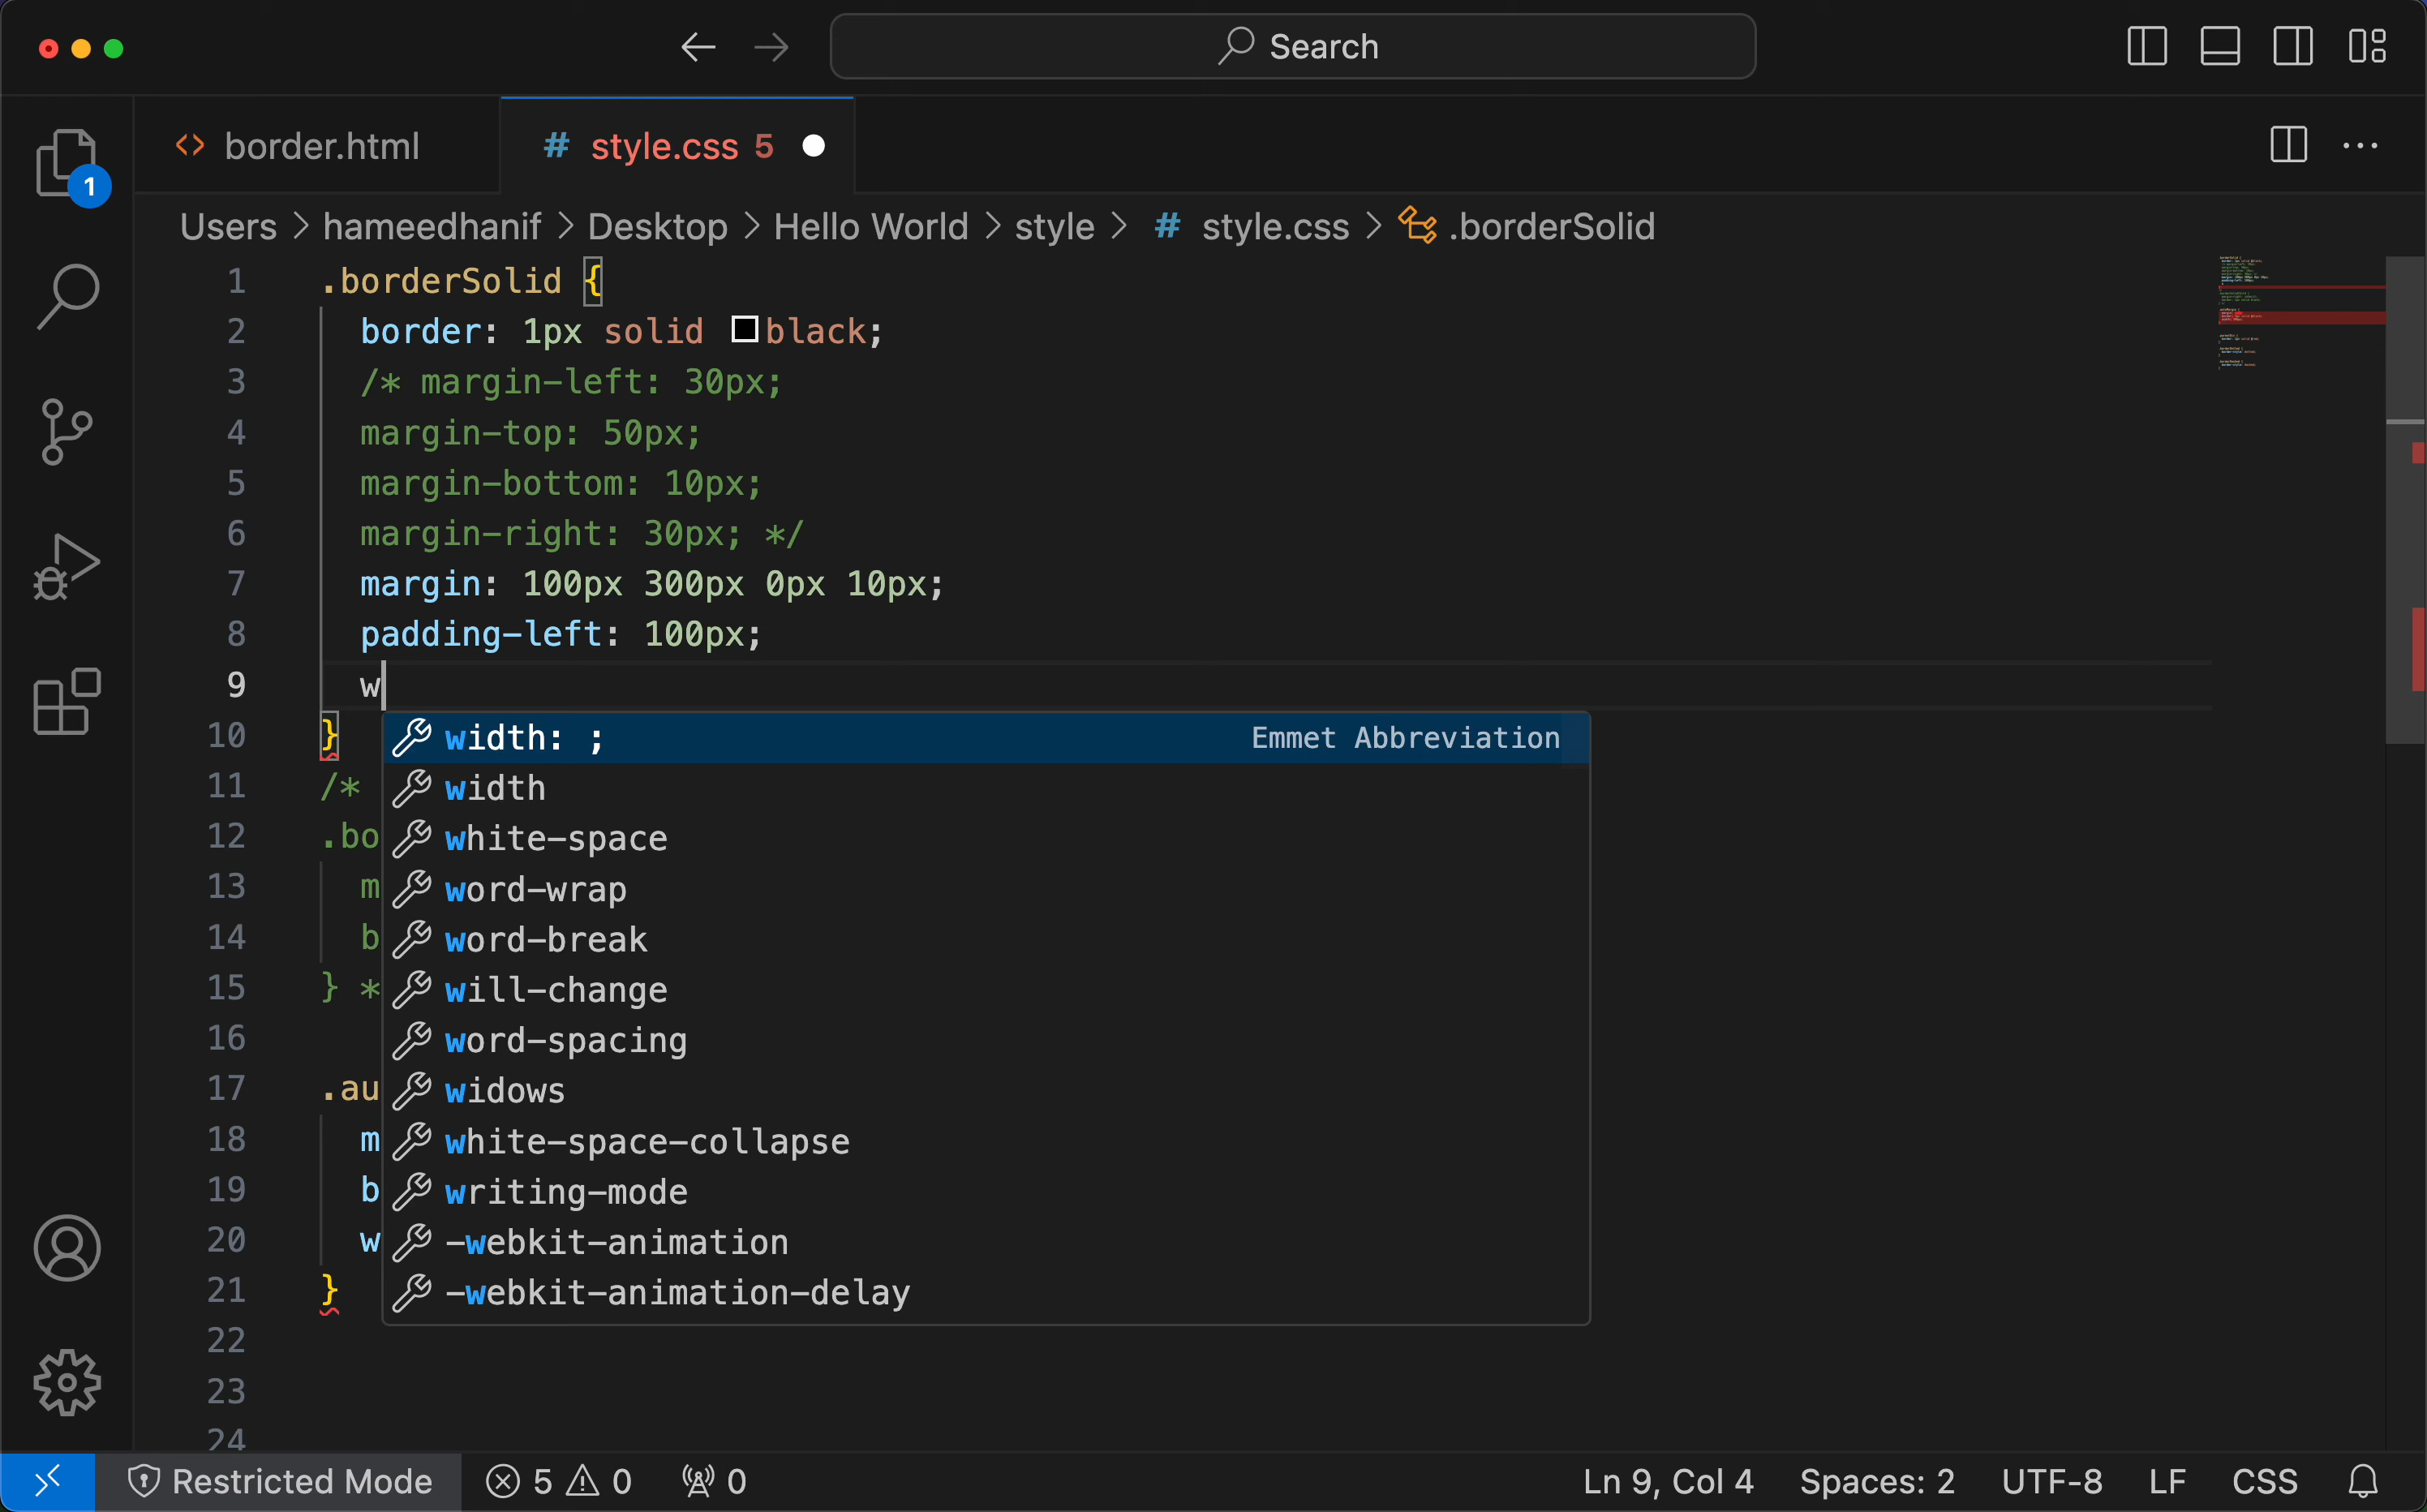 Search
border.html
style.css 5
1
Users > hameedhanif > Desktop > Hello World > style > # style.css > .borderSolid
1 .borderSolid {
2 border: 1px solid black;
3 /* margin-left: 30px;
4 margin-top: 50px;
5 margin-bottom: 10px;
6 margin-right: 30px; */
7 margin: 100px 300px 0px 10px;
8 padding-left: 100px;
9 w
10 }
width: ; Emmet Abbreviation
11 /*
width
12 .bo
white-space
13 m
word-wrap
14 b
word-break
15 } *
will-change
16
word-spacing
17 .au
widows
18 m
white-space-collapse
19 b
writing-mode
20 w
-webkit-animation
21 }
-webkit-animation-delay
22
23
24
Restricted Mode 5 0 0 Ln 9, Col 4 Spaces: 2 UTF-8 LF CSS